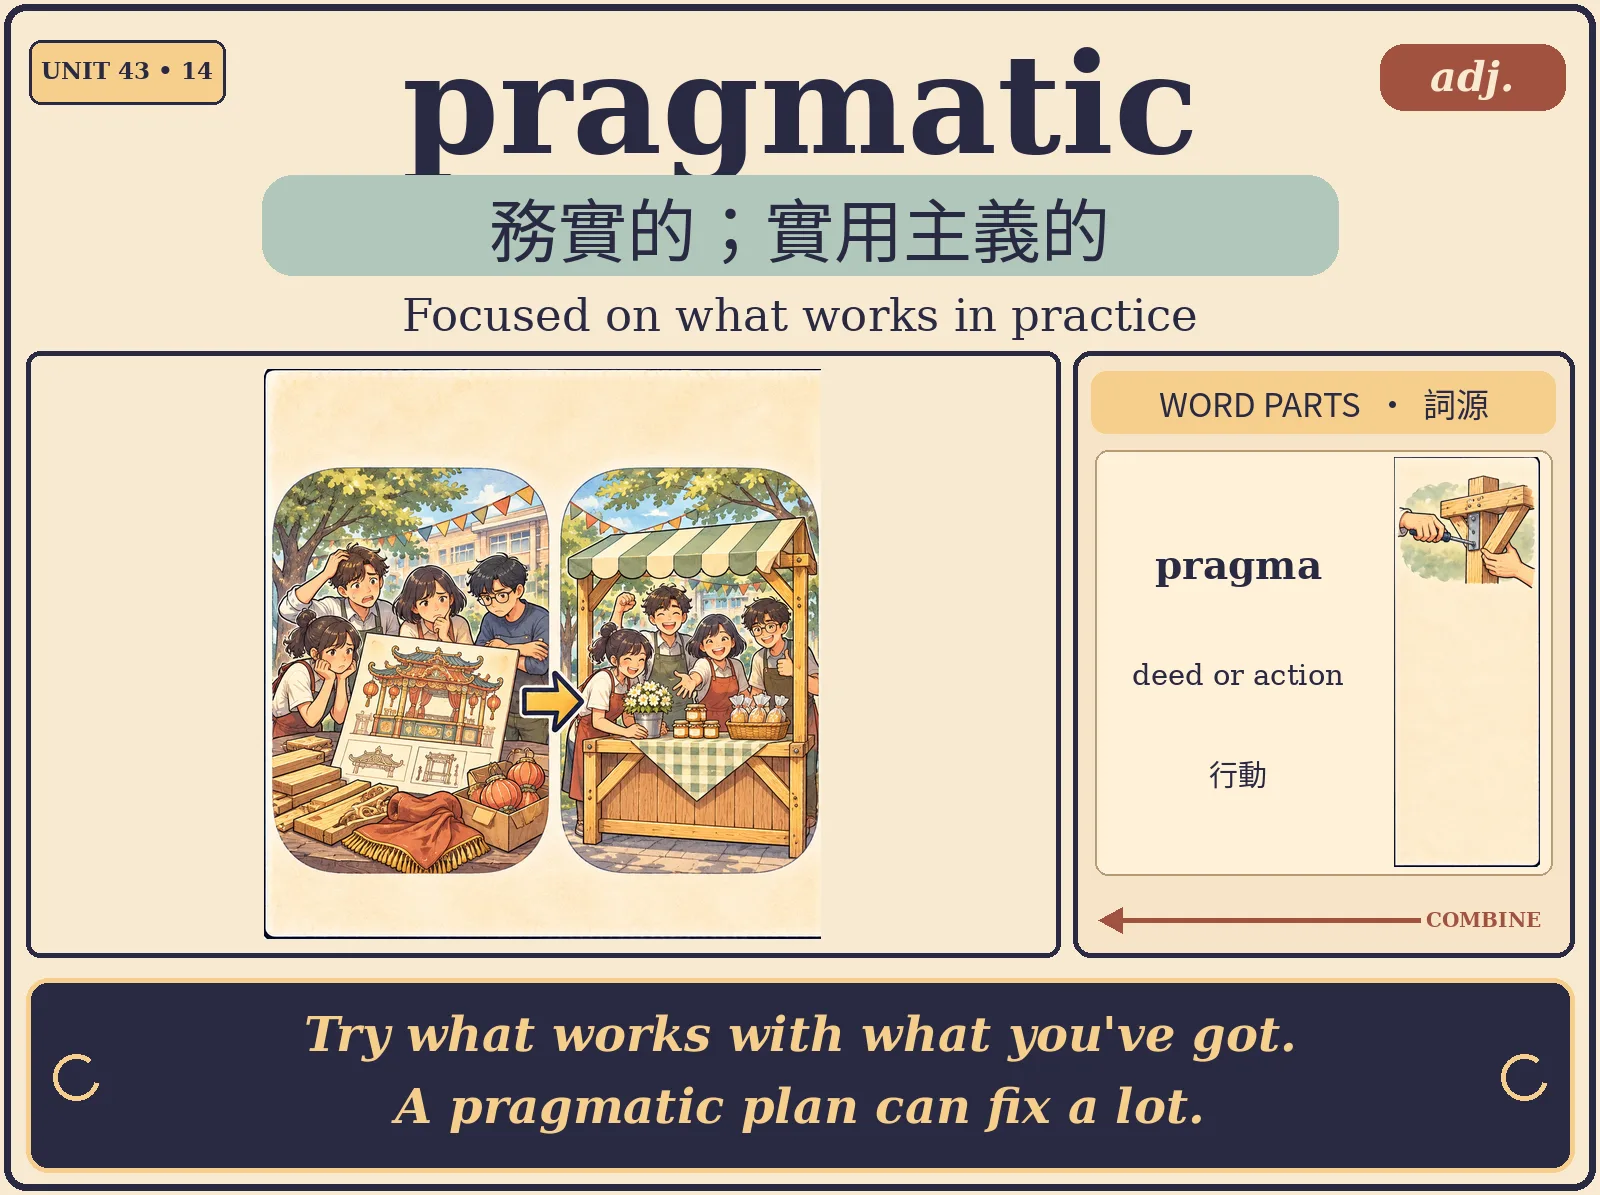 UNIT 43 • 14
pragmatic
adj.
務實的；實用主義的
Focused on what works in practice
WORD PARTS • 詞源
pragma
deed or action
行動
COMBINE
Try what works with what you've got.
A pragmatic plan can fix a lot.